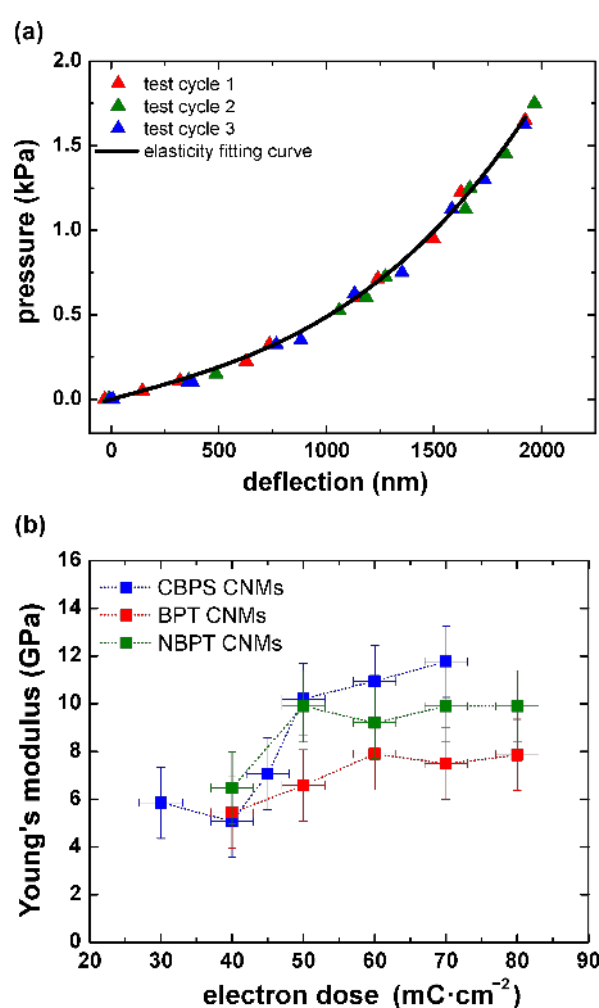 (a)
2.0
test cycle 1
test cycle 2
test cycle 3
elasticity fitting curve
1.5
1.0
0.5
0.0
pressure (kPa)
0 500 1000 1500 2000
deflection (nm)
(b)
16
CBPS CNMs
BPT CNMs
NBPT CNMs
14
12
10
8
6
4
2
0
Young's modulus (GPa)
20 30 40 50 60 70 80 90
electron dose (mC·cm⁻²)